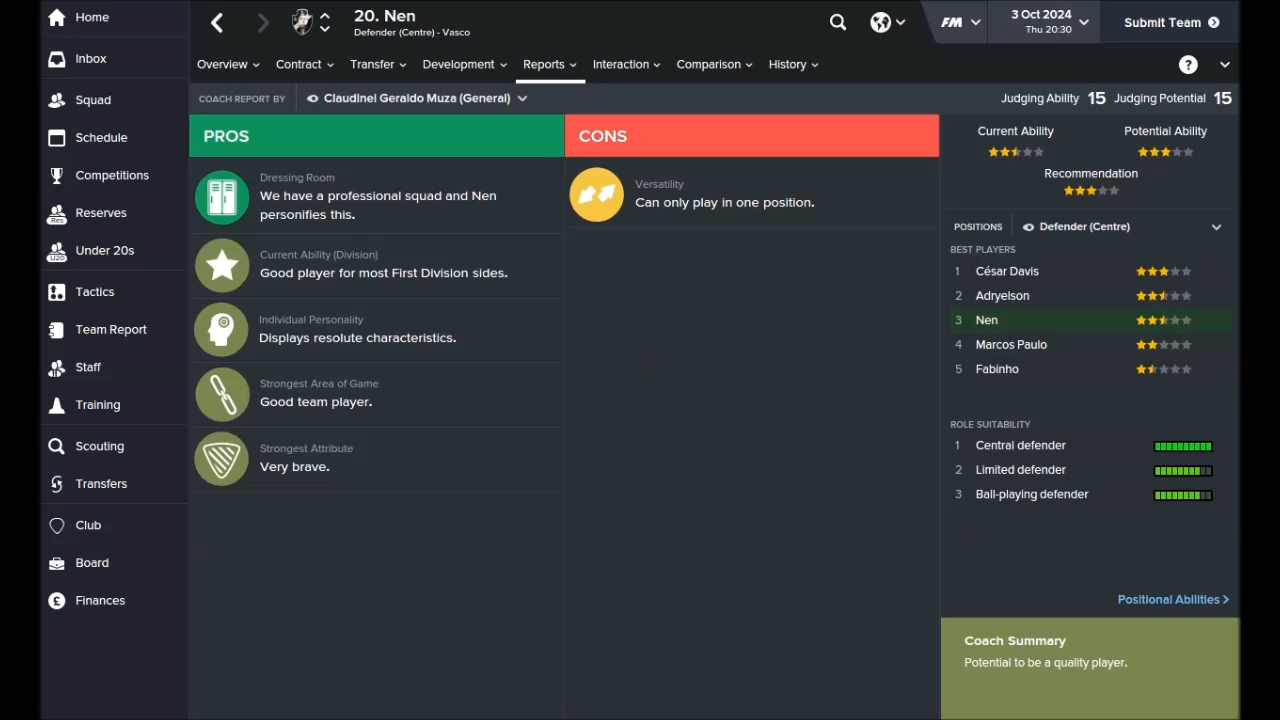 Home
Inbox
Squad
Schedule
Competitions
Res
Reserves
U20
Under 20s
Tactics
Team Report
Staff
Training
Scouting
Transfers
Club
Board
£
Finances
20. Nen
Defender (Centre) - Vasco
FM
3 Oct 2024
Thu 20:30
Submit Team
Overview
Contract
Transfer
Development
Reports
Interaction
Comparison
History
?
COACH REPORT BY
Claudinei Geraldo Muza (General)
Judging Ability 15 Judging Potential 15
PROS
Dressing Room
We have a professional squad and Nen
personifies this.
Current Ability (Division)
Good player for most First Division sides.
Individual Personality
Displays resolute characteristics.
Strongest Area of Game
Good team player.
Strongest Attribute
Very brave.
CONS
Versatility
Can only play in one position.
Current Ability
Potential Ability
Recommendation
POSITIONS
Defender (Centre)
BEST PLAYERS
1 César Davis
2 Adryelson
3 Nen
4 Marcos Paulo
5 Fabinho
ROLE SUITABILITY
1 Central defender
2 Limited defender
3 Ball-playing defender
Positional Abilities
Coach Summary
Potential to be a quality player.